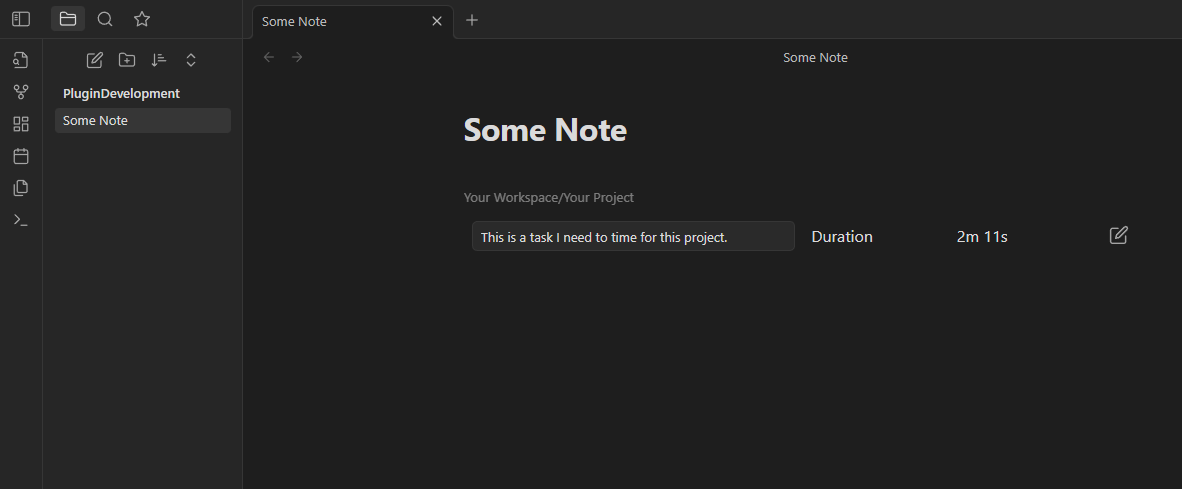 Some Note
Some Note
PluginDevelopment
Some Note
Some Note
Your Workspace/Your Project
This is a task I need to time for this project. Duration 2m 11s